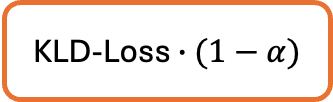 KLD-Loss · (1 − α)